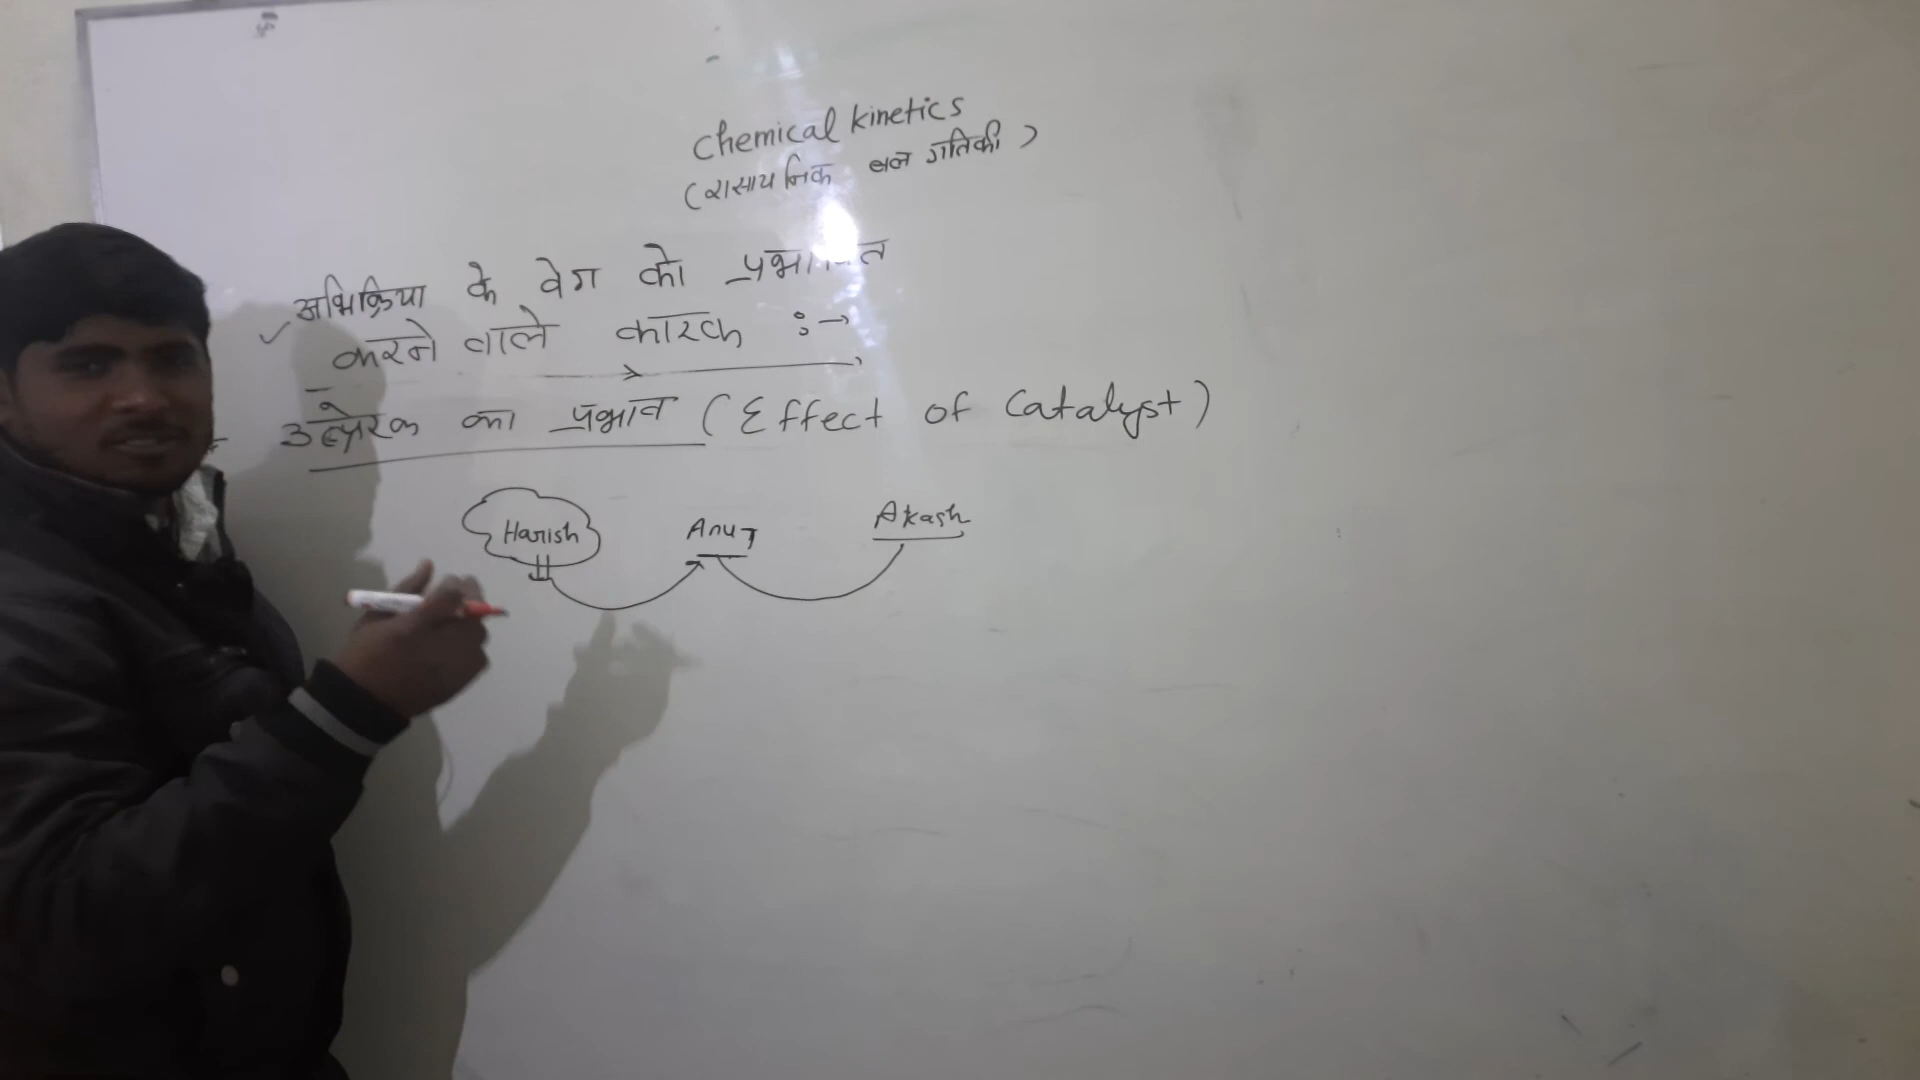 Chemical kinetics
(रासायनिक बल गतिकी)
अभिक्रिया के वेग को प्रभावित
करने वाले कारक :→
उत्प्रेरक का प्रभाव (Effect of Catalyst)
Harish Anuj Akash